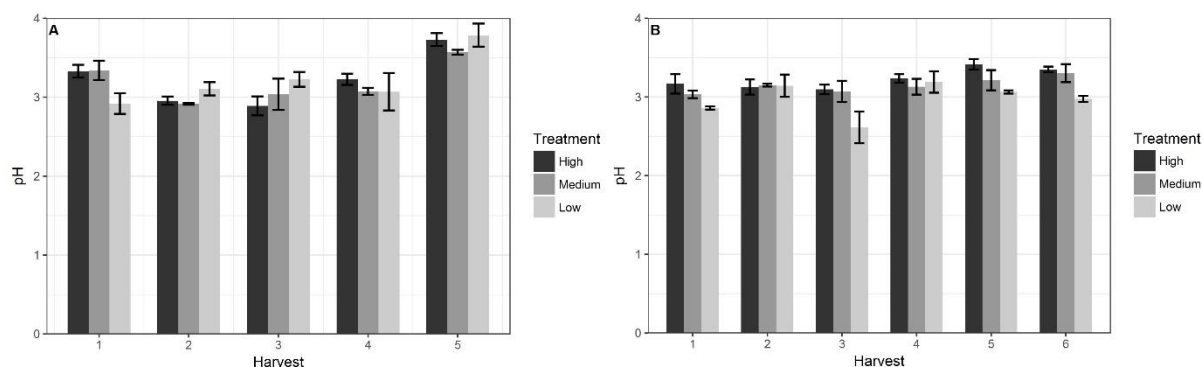 A
4
3
2
1
0
pH
1 2 3 4 5
Harvest
Treatment
High
Medium
Low
B
4
3
2
1
0
pH
1 2 3 4 5 6
Harvest
Treatment
High
Medium
Low